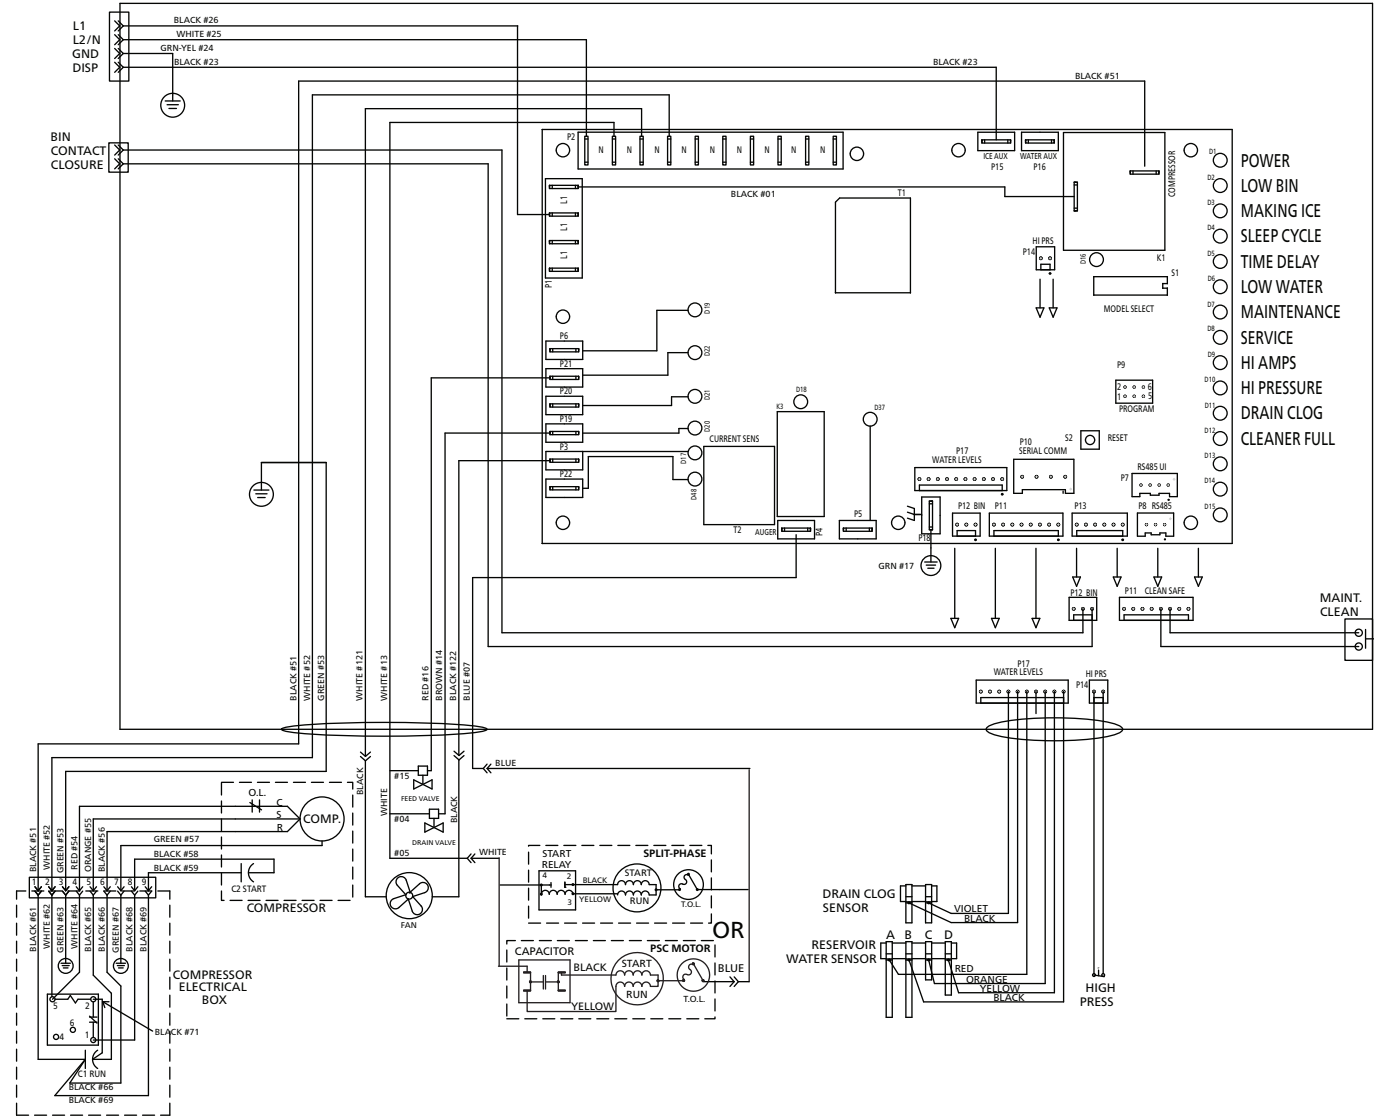 BLACK #26
L1
WHITE #25
L2/N
GRN-YEL #24
GND
BLACK #23
DISP
BLACK #23
BLACK #51
BIN
CONTACT
CLOSURE
P2
N N N N N N N N N
ICE AUX
P15
WATER AUX
P16
COMPRESSOR
K1
BLACK #01
T1
L1
L1
L1
P1
HI PRS
P14
D16
S1
MODEL SELECT
D1
POWER
D2
LOW BIN
D3
MAKING ICE
D4
SLEEP CYCLE
D5
TIME DELAY
D6
LOW WATER
D7
MAINTENANCE
D8
SERVICE
D9
HI AMPS
D10
HI PRESSURE
D11
DRAIN CLOG
D12
CLEANER FULL
D13
D14
D15
P6
D19
P21
D22
P20
D21
P19
D20
P3
D17
P22
D48
CURRENT SENS
T2
K3
D18
AUGER
P4
D37
P5
P9
2 6
1 5
PROGRAM
S2
RESET
P17
WATER LEVELS
P10
SERIAL COMM
RS485 UI
P7
P18
GRN #17
P12 BIN
P11
P13
P8 RS485
P12 BIN
P11 CLEAN SAFE
MAINT.
CLEAN
BLACK #51
WHITE #52
GREEN #53
WHITE #121
WHITE #13
RED #16
BROWN #14
BLACK #122
BLUE #07
P17
WATER LEVELS
HI PRS
P14
BLUE
BLACK
#15
FEED VALVE
WHITE
#04
DRAIN VALVE
BLACK
#05
WHITE
FAN
O.L.
C
S
R
COMP.
GREEN #57
BLACK #58
BLACK #59
C2 START
COMPRESSOR
BLACK #51
WHITE #52
GREEN #53
RED #54
ORANGE #55
BLACK #56
1 2 3 4 5 6 7 8 9
BLACK #61
WHITE #62
GREEN #63
WHITE #64
BLACK #65
BLACK #66
GREEN #67
BLACK #68
BLACK #69
COMPRESSOR
ELECTRICAL
BOX
5
2
6
4
1
BLACK #71
C1 RUN
BLACK #66
BLACK #69
START
RELAY
SPLIT-PHASE
4 2
3
BLACK
YELLOW
START
RUN
T.O.L.
OR
CAPACITOR
PSC MOTOR
BLACK
YELLOW
START
RUN
T.O.L.
BLUE
DRAIN CLOG
SENSOR
VIOLET
BLACK
RESERVOIR
WATER SENSOR
A B C D
RED
ORANGE
YELLOW
BLACK
HIGH
PRESS